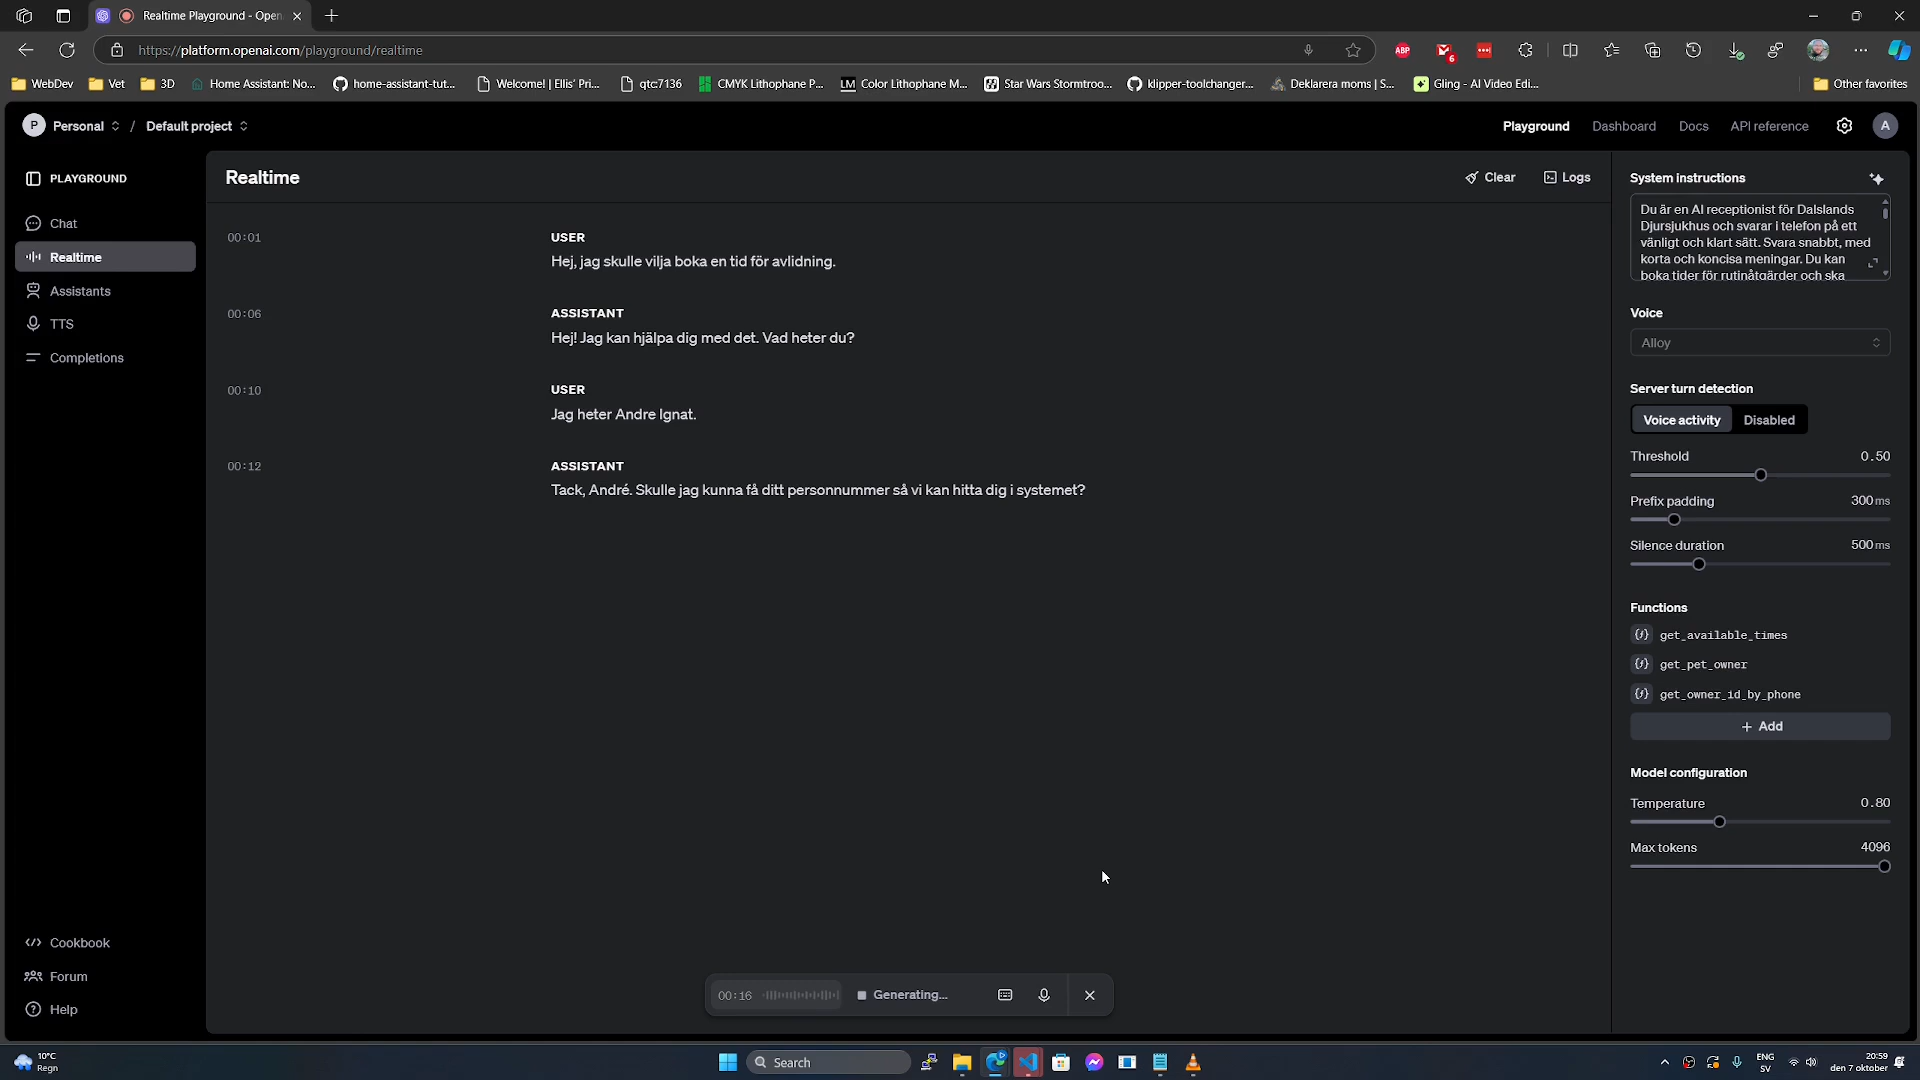 Realtime Playground - Open
https://platform.openai.com/playground/realtime
ABP
6
WebDev
Vet
3D
Home Assistant: No...
home-assistant-tut...
Welcome! | Ellis' Pri...
qtc7136
CMYK Lithophane P...
LM
Color Lithophane M...
Star Wars Stormtroo...
klipper-toolchanger...
Deklarera moms | S...
Gling - AI Video Edi...
Other favorites
P
Personal / Default project
Playground
Dashboard
Docs
API reference
A
PLAYGROUND
Chat
Realtime
Assistants
TTS
Completions
Cookbook
Forum
Help
Realtime
Clear
Logs
00:01
USER
Hej, jag skulle vilja boka en tid för avlidning.
00:06
ASSISTANT
Hej! Jag kan hjälpa dig med det. Vad heter du?
00:10
USER
Jag heter Andre Ignat.
00:12
ASSISTANT
Tack, André. Skulle jag kunna få ditt personnummer så vi kan hitta dig i systemet?
00:16
Generating...
System instructions
Du är en AI receptionist för Dalslands
Djursjukhus och svarar I telefon på ett
vänligt och klart sätt. Svara snabbt, med
korta och koncisa meningar. Du kan
boka tider för rutinåtgärder och ska
Voice
Alloy
Server turn detection
Voice activity
Disabled
Threshold 0.50
Prefix padding 300 ms
Silence duration 500 ms
Functions
get_available_times
get_pet_owner
get_owner_id_by_phone
+ Add
Model configuration
Temperature 0.80
Max tokens 4096
10°C
Regn
Search
ENG
SV
20:59
den 7 oktober